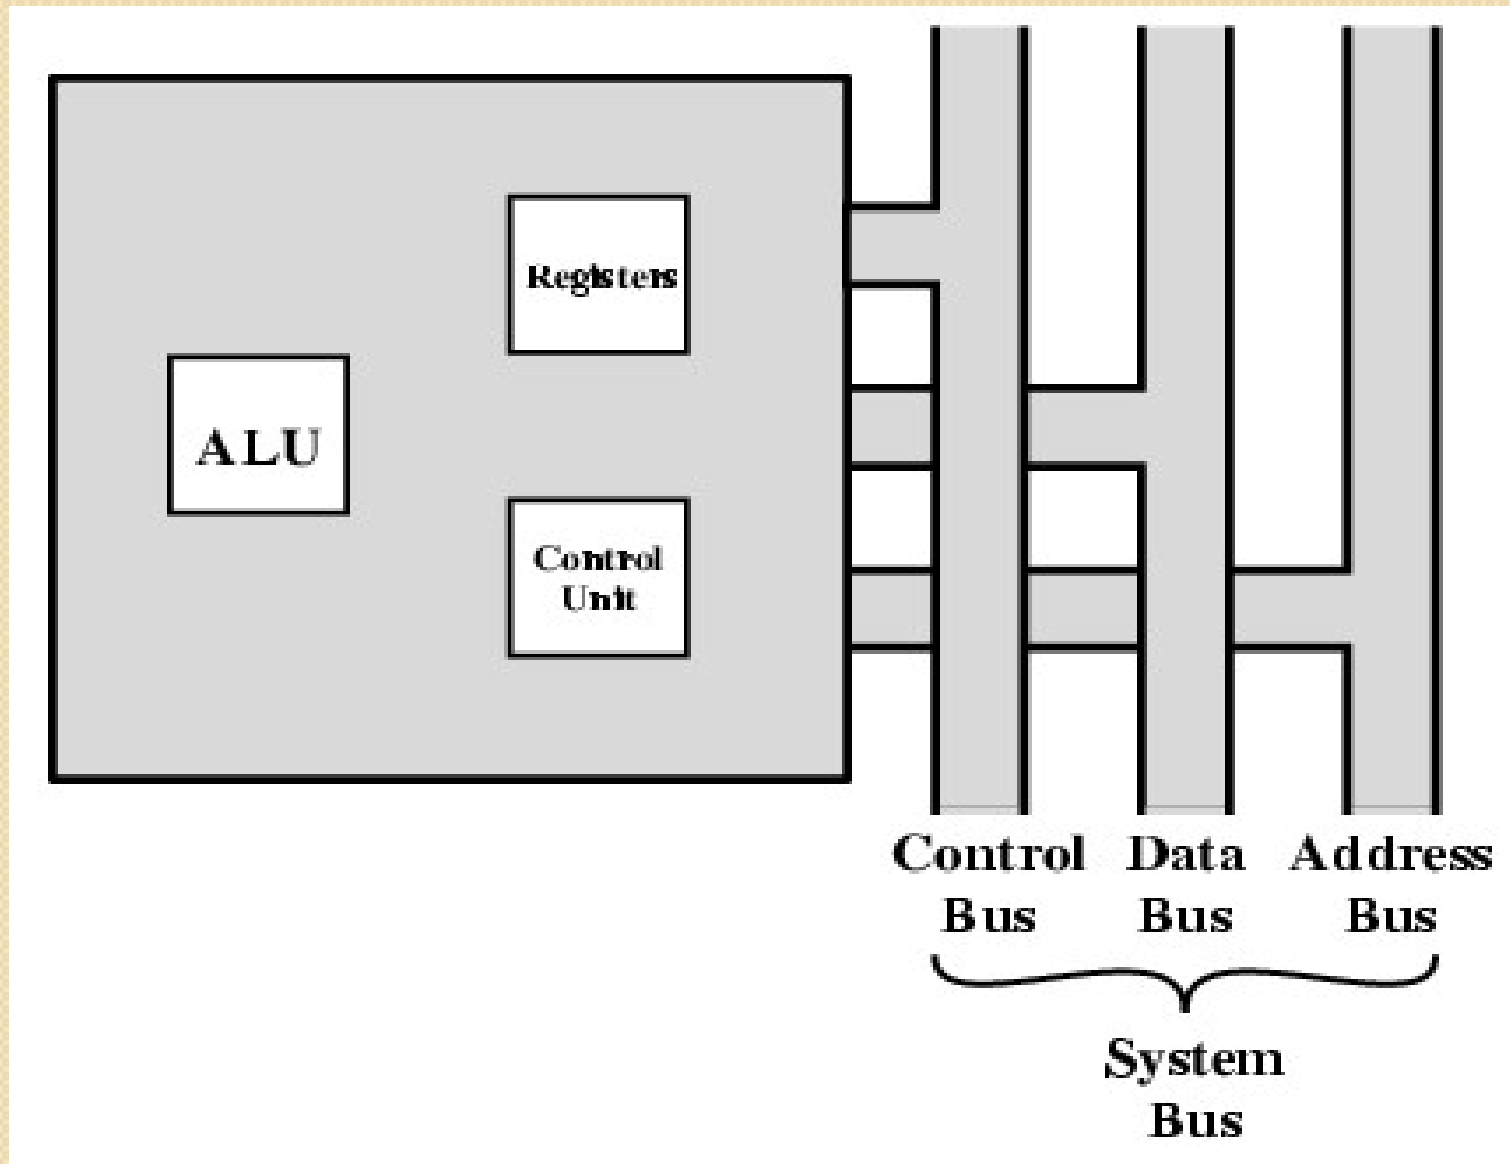 Registers
ALU
Control
Unit
Control Data Address
Bus Bus Bus
System
Bus